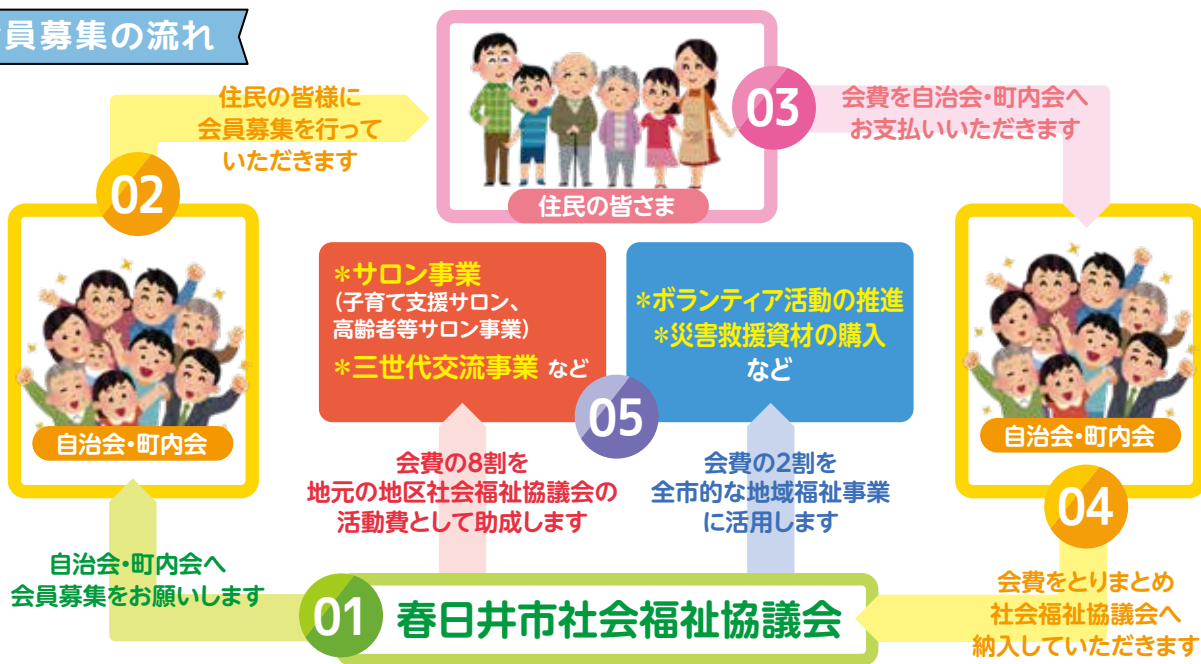 員募集の流れ
住民の皆様に
会員募集を行って
いただきます
02
自治会・町内会
住民の皆さま
03
会費を自治会・町内会へ
お支払いいただきます
自治会・町内会
04
会費をとりまとめ
社会福祉協議会へ
納入していただきます
＊サロン事業
(子育て支援サロン、
高齢者等サロン事業)
＊三世代交流事業 など
＊ボランティア活動の推進
＊災害救援資材の購入
など
05
会費の8割を
地元の地区社会福祉協議会の
活動費として助成します
会費の2割を
全市的な地域福祉事業
に活用します
自治会・町内会へ
会員募集をお願いします
01 春日井市社会福祉協議会